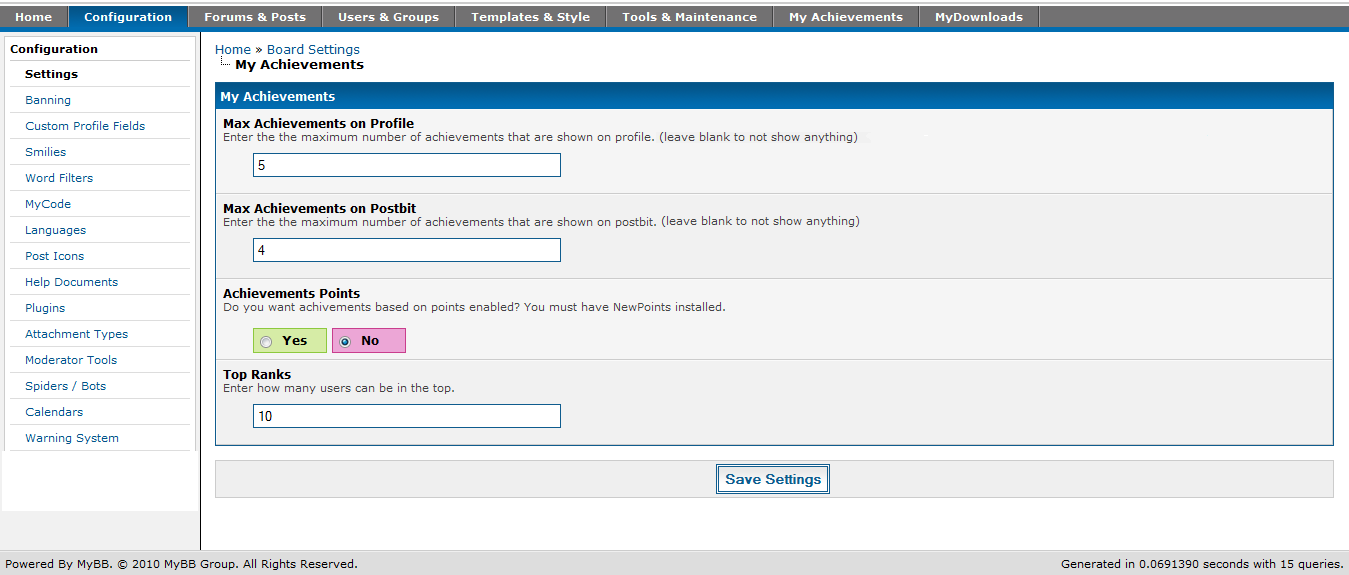 Home Configuration Forums & Posts Users & Groups Templates & Style Tools & Maintenance My Achievements MyDownloads
Configuration
Settings
Banning
Custom Profile Fields
Smilies
Word Filters
MyCode
Languages
Post Icons
Help Documents
Plugins
Attachment Types
Moderator Tools
Spiders / Bots
Calendars
Warning System
Home » Board Settings
My Achievements
My Achievements
Max Achievements on Profile
Enter the the maximum number of achievements that are shown on profile. (leave blank to not show anything)
5
Max Achievements on Postbit
Enter the the maximum number of achievements that are shown on postbit. (leave blank to not show anything)
4
Achievements Points
Do you want achivements based on points enabled? You must have NewPoints installed.
Yes No
Top Ranks
Enter how many users can be in the top.
10
Save Settings
Powered By MyBB. © 2010 MyBB Group. All Rights Reserved. Generated in 0.0691390 seconds with 15 queries.